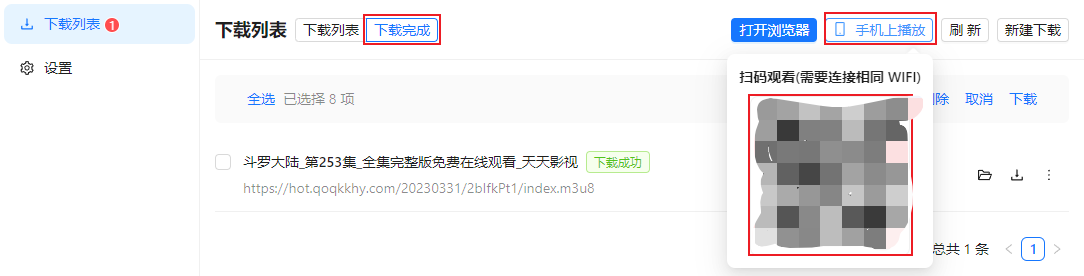 下载列表 1
设置
下载列表 下载列表 下载完成 打开浏览器 手机上播放 刷 新 新建下载
扫码观看(需要连接相同 WIFI)
全选 已选择 8 项 取消 下载
斗罗大陆_第253集_全集完整版免费在线观看_天天影视 下载成功
https://hot.qoqkkhy.com/20230331/2blfkPt1/index.m3u8
总共 1 条 1